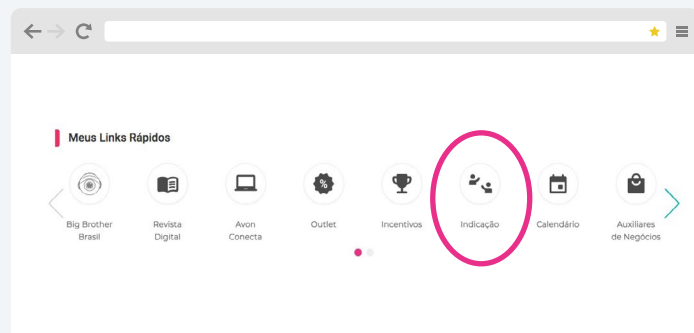 Meus Links Rápidos
Big Brother
Brasil
Revista
Digital
Avon
Conecta
Outlet
Incentivos
Indicação
Calendário
Auxiliares
de Negócios